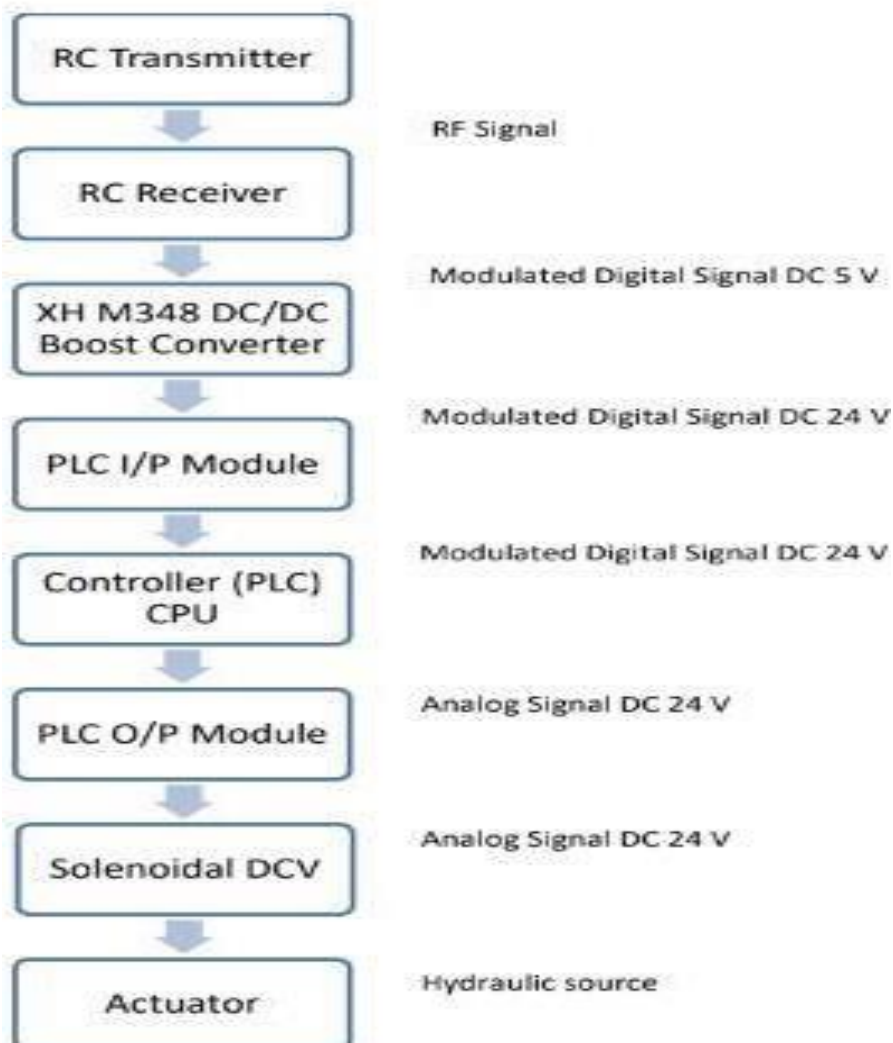 RC Transmitter
RF Signal
RC Receiver
Modulated Digital Signal DC 5 V
XH M348 DC/DC
Boost Converter
Modulated Digital Signal DC 24 V
PLC I/P Module
Modulated Digital Signal DC 24 V
Controller (PLC)
CPU
Analog Signal DC 24 V
PLC O/P Module
Analog Signal DC 24 V
Solenoidal DCV
Hydraulic source
Actuator